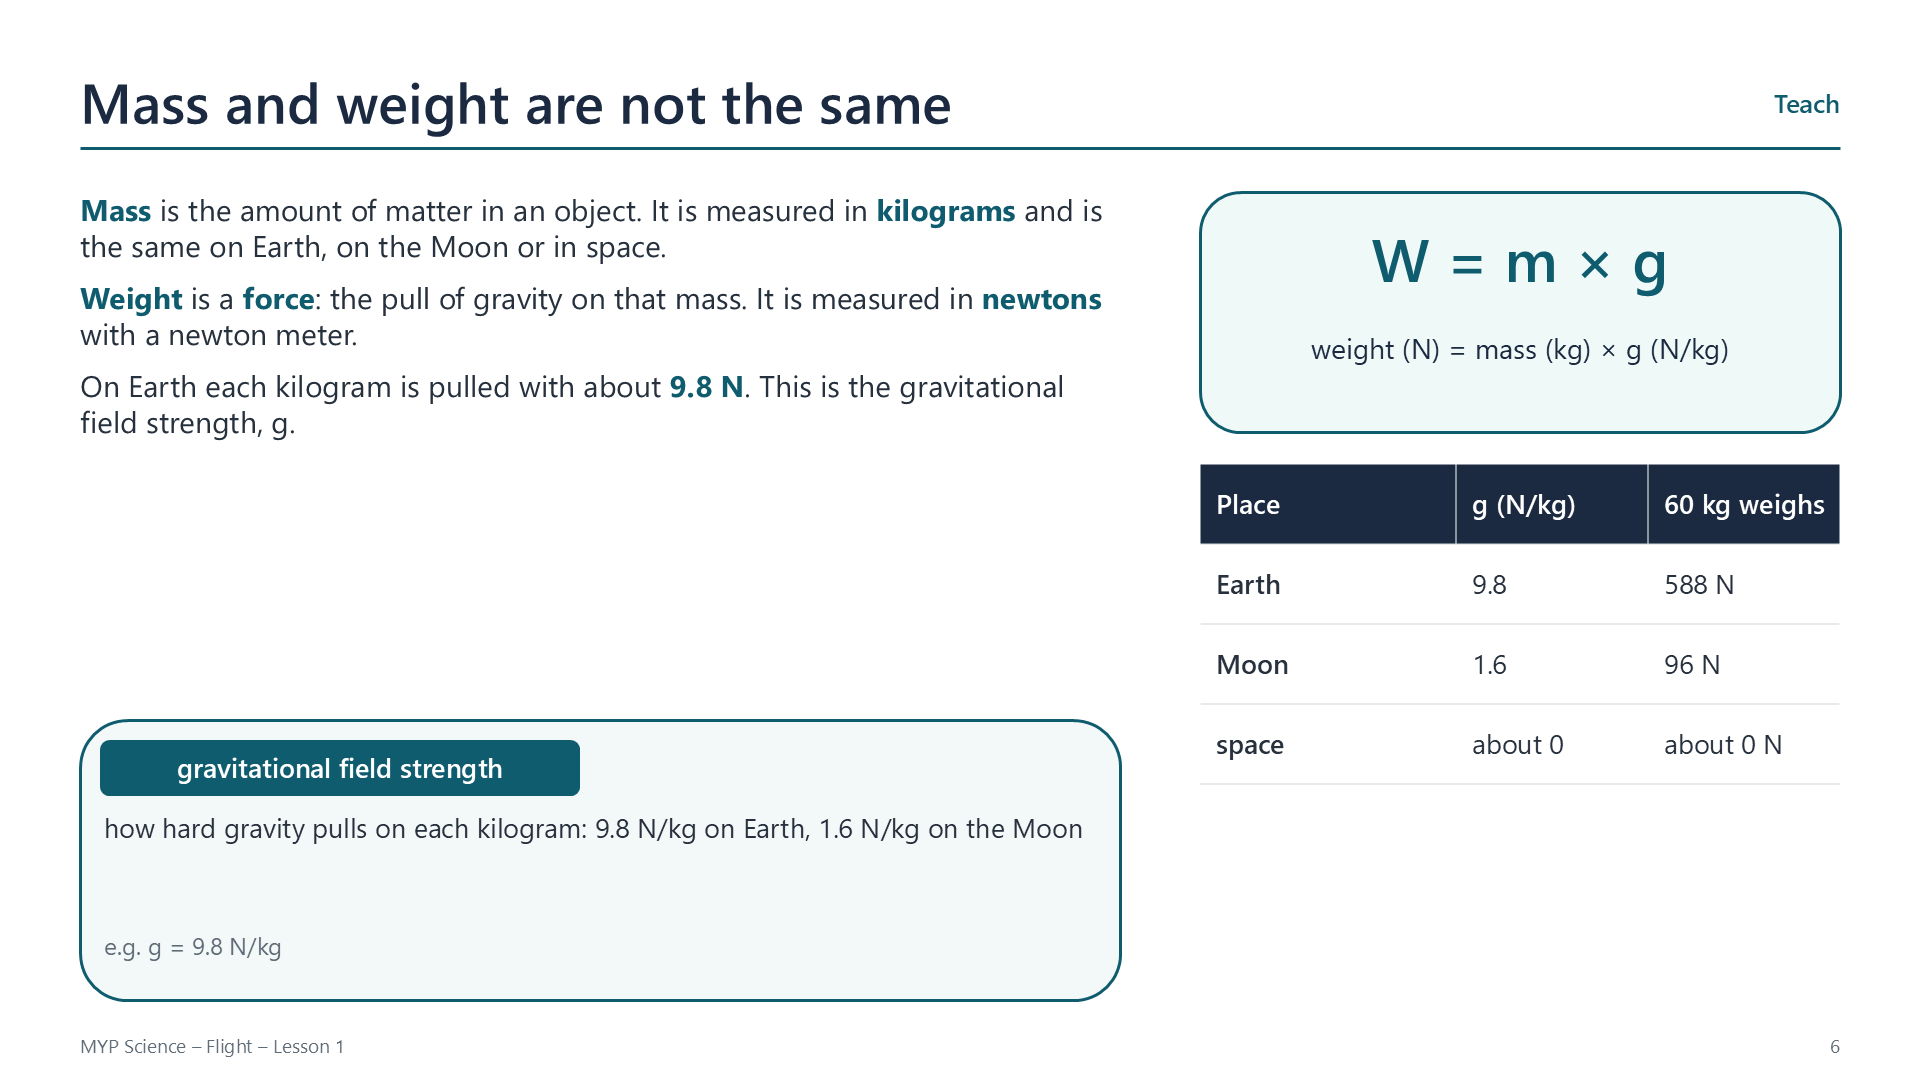 Mass and weight are not the same
Teach
Mass is the amount of matter in an object. It is measured in kilograms and is
the same on Earth, on the Moon or in space.
Weight is a force: the pull of gravity on that mass. It is measured in newtons
with a newton meter.
On Earth each kilogram is pulled with about 9.8 N. This is the gravitational
field strength, g.
gravitational field strength
how hard gravity pulls on each kilogram: 9.8 N/kg on Earth, 1.6 N/kg on the Moon
e.g. g = 9.8 N/kg
W = m × g
weight (N) = mass (kg) × g (N/kg)
Place g (N/kg) 60 kg weighs
Earth 9.8 588 N
Moon 1.6 96 N
space about 0 about 0 N
MYP Science – Flight – Lesson 1
6